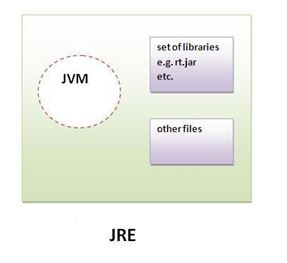 JVM
set of libraries
e.g. rt.jar
etc.
other files
JRE